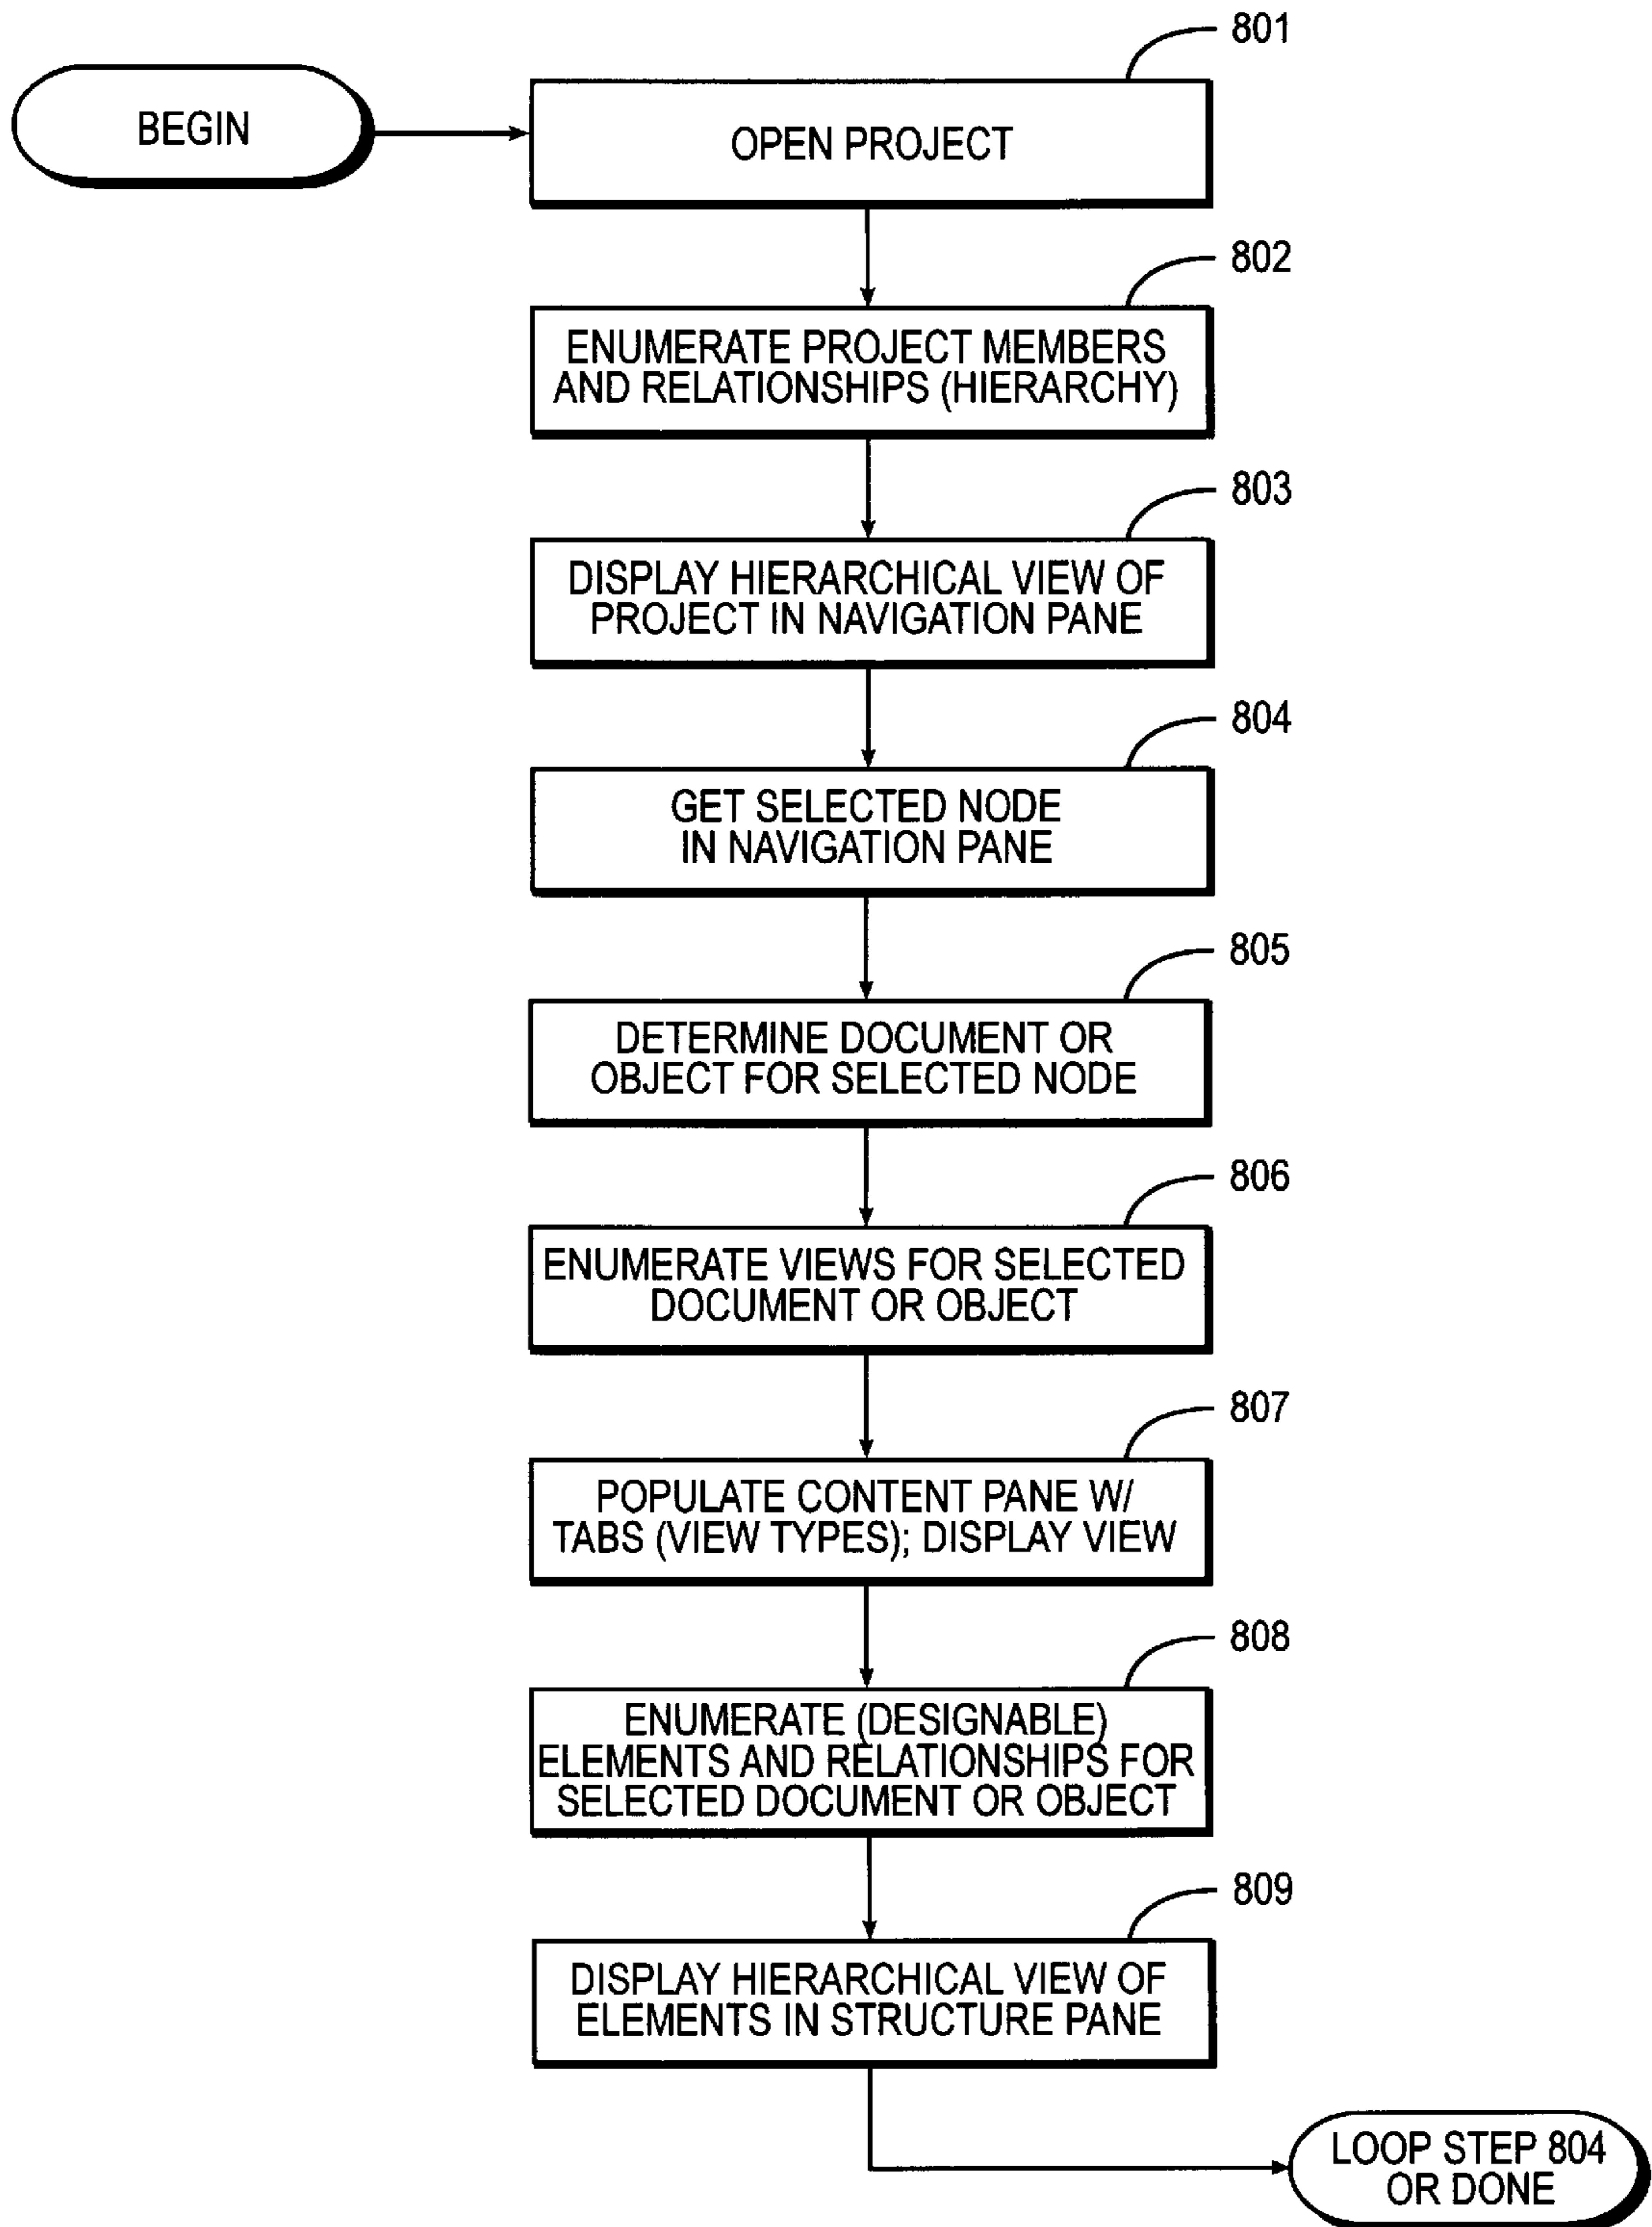 801
BEGIN
OPEN PROJECT
802
ENUMERATE PROJECT MEMBERS
AND RELATIONSHIPS (HIERARCHY)
803
DISPLAY HIERARCHICAL VIEW OF
PROJECT IN NAVIGATION PANE
804
GET SELECTED NODE
IN NAVIGATION PANE
805
DETERMINE DOCUMENT OR
OBJECT FOR SELECTED NODE
806
ENUMERATE VIEWS FOR SELECTED
DOCUMENT OR OBJECT
807
POPULATE CONTENT PANE W/
TABS (VIEW TYPES); DISPLAY VIEW
808
ENUMERATE (DESIGNABLE)
ELEMENTS AND RELATIONSHIPS FOR
SELECTED DOCUMENT OR OBJECT
809
DISPLAY HIERARCHICAL VIEW OF
ELEMENTS IN STRUCTURE PANE
LOOP STEP 804
OR DONE